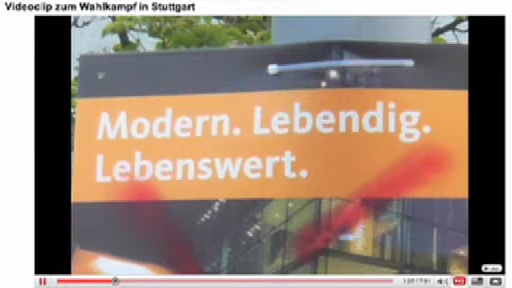 Videoclip zum Wahlkampf in Stuttgart
Modern. Lebendig.
Lebenswert.